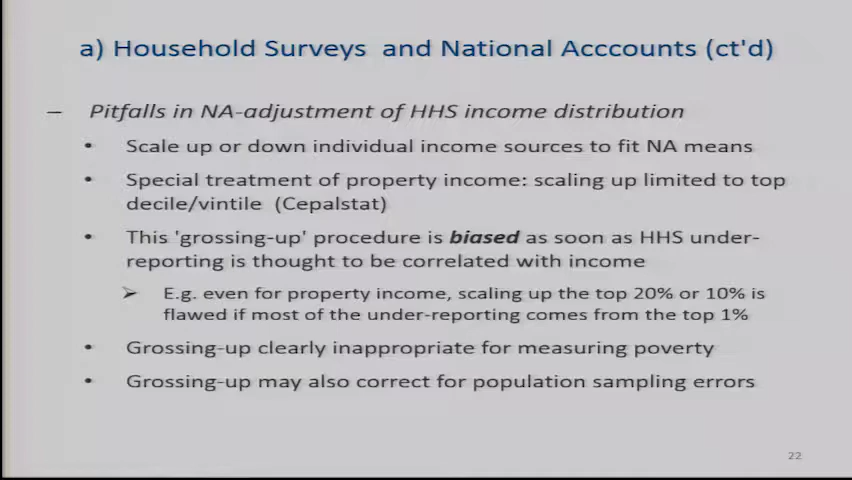 a) Household Surveys and National Acccounts (ct'd)
– Pitfalls in NA-adjustment of HHS income distribution
• Scale up or down individual income sources to fit NA means
• Special treatment of property income: scaling up limited to top
decile/vintile (Cepalstat)
• This 'grossing-up' procedure is biased as soon as HHS under-
reporting is thought to be correlated with income
➢ E.g. even for property income, scaling up the top 20% or 10% is
flawed if most of the under-reporting comes from the top 1%
• Grossing-up clearly inappropriate for measuring poverty
• Grossing-up may also correct for population sampling errors
22